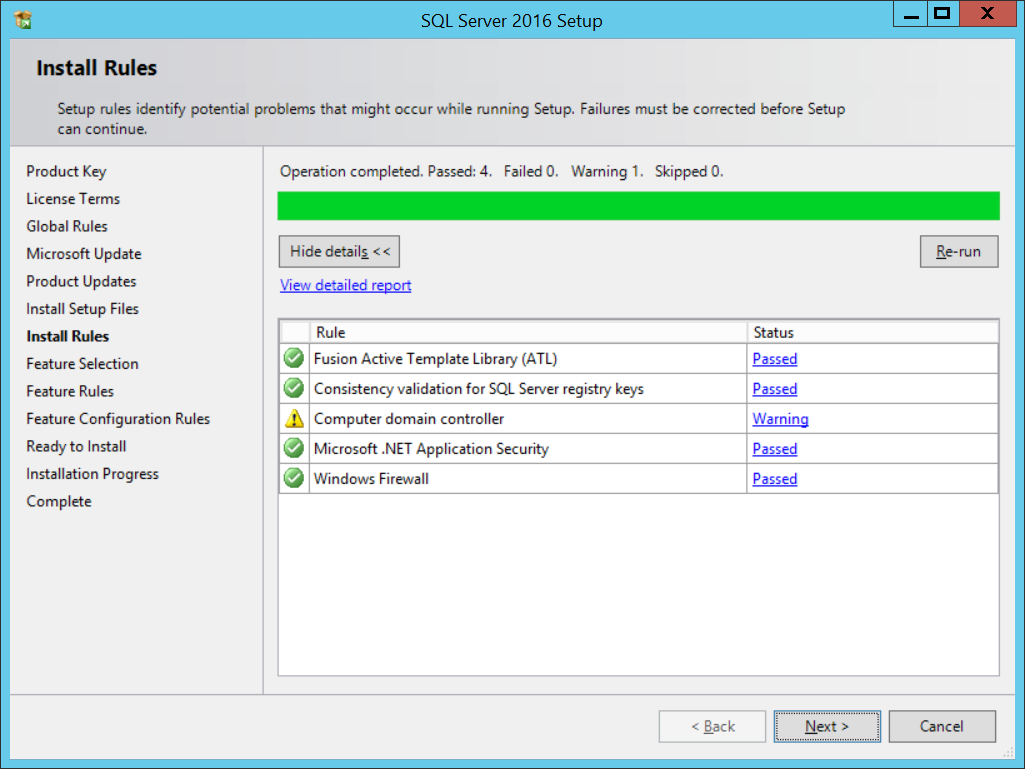 SQL Server 2016 Setup
Install Rules
Setup rules identify potential problems that might occur while running Setup. Failures must be corrected before Setup
can continue.
Product Key
License Terms
Global Rules
Microsoft Update
Product Updates
Install Setup Files
Install Rules
Feature Selection
Feature Rules
Feature Configuration Rules
Ready to Install
Installation Progress
Complete
Operation completed. Passed: 4.   Failed 0.   Warning 1.   Skipped 0.
Hide details <<
Re-run
View detailed report
Rule Status
Fusion Active Template Library (ATL) Passed
Consistency validation for SQL Server registry keys Passed
Computer domain controller Warning
Microsoft .NET Application Security Passed
Windows Firewall Passed
< Back Next > Cancel